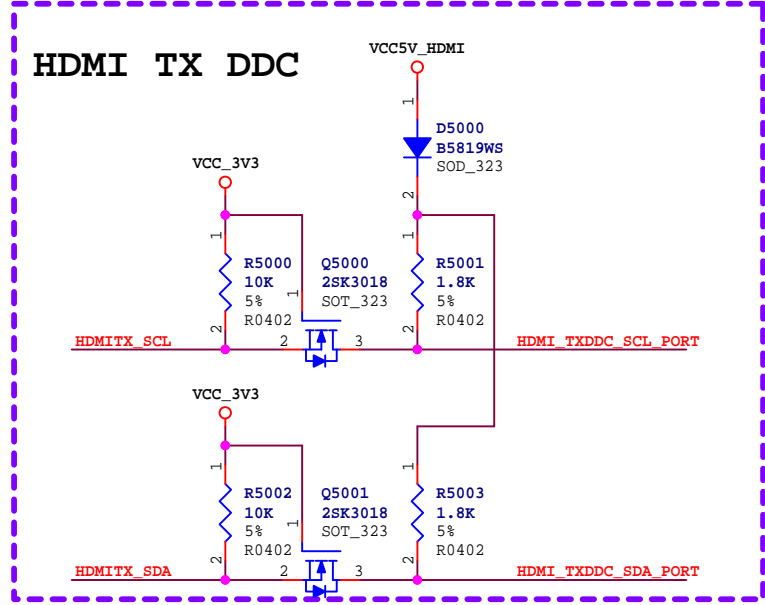 HDMI TX DDC
VCC5V_HDMI
1
D5000
B5819WS
SOD_323
2
VCC_3V3
1
R5000
10K
5%
R0402
2
Q5000
2SK3018
SOT_323
1
1
R5001
1.8K
5%
R0402
2
HDMITX_SCL
2
3
HDMI_TXDDC_SCL_PORT
VCC_3V3
1
R5002
10K
5%
R0402
2
Q5001
2SK3018
SOT_323
1
1
R5003
1.8K
5%
R0402
2
HDMITX_SDA
2
3
HDMI_TXDDC_SDA_PORT